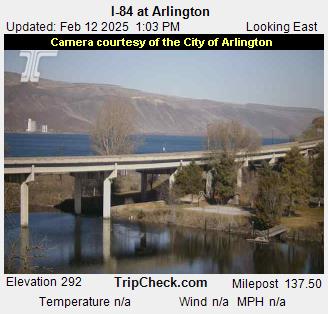 I-84 at Arlington
Updated: Feb 12 2025 1:03 PM Looking East
Camera courtesy of the City of Arlington
Elevation 292 TripCheck.com Milepost 137.50
Temperature n/a Wind n/a MPH n/a